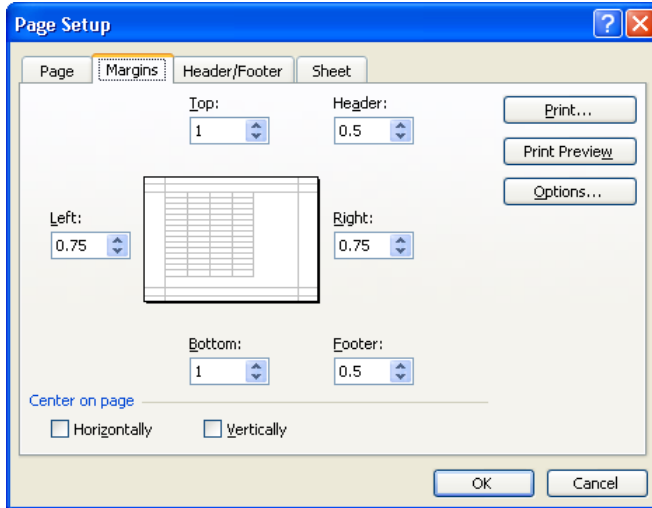 Page Setup
Page Margins Header/Footer Sheet
Top: Header:
1 0.5
Print...
Print Preview
Options...
Left: Right:
0.75 0.75
Bottom: Footer:
1 0.5
Center on page
Horizontally Vertically
OK Cancel